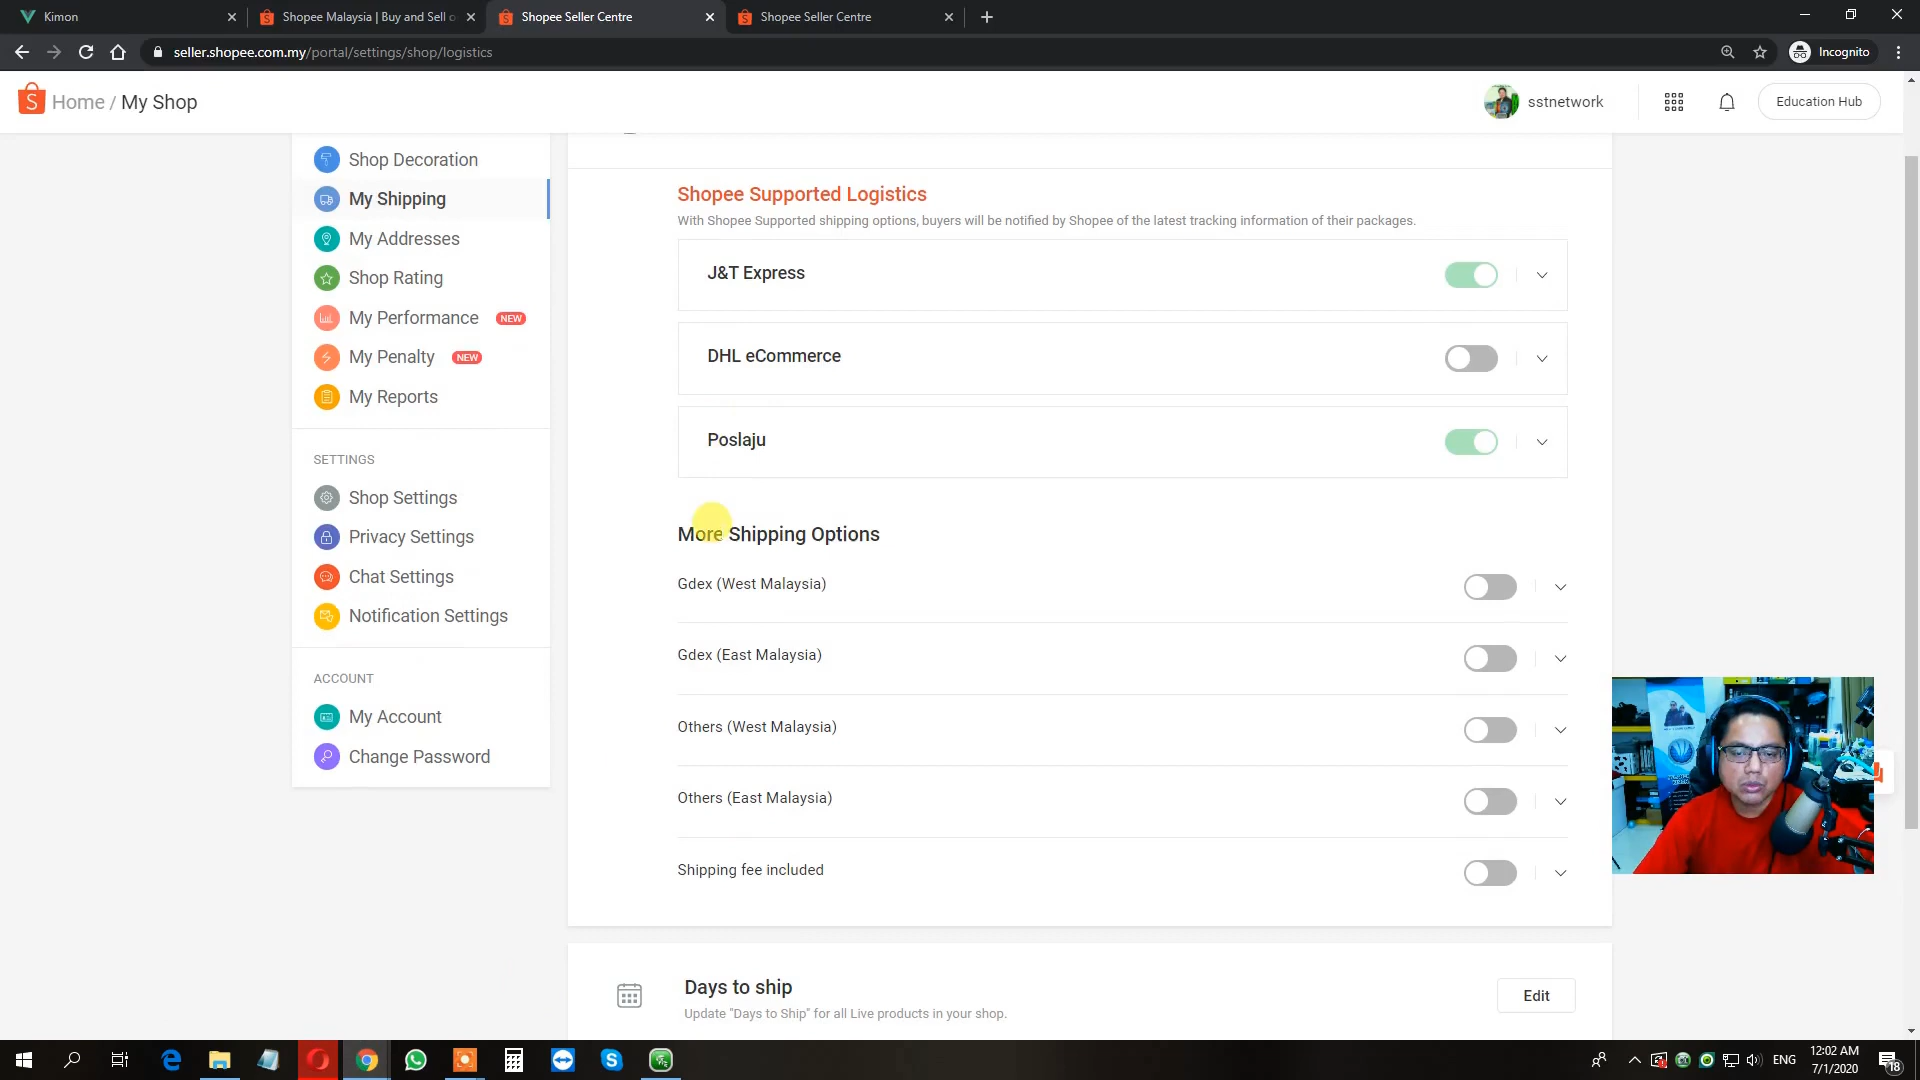 Kimon
Shopee Malaysia | Buy and Sell o
Shopee Seller Centre
Shopee Seller Centre
seller.shopee.com.my/portal/settings/shop/logistics
Incognito
Home / My Shop
sstnetwork
Education Hub
Shop Decoration
My Shipping
My Addresses
Shop Rating
My Performance NEW
My Penalty NEW
My Reports
SETTINGS
Shop Settings
Privacy Settings
Chat Settings
Notification Settings
ACCOUNT
My Account
Change Password
Shopee Supported Logistics
With Shopee Supported shipping options, buyers will be notified by Shopee of the latest tracking information of their packages.
J&T Express
DHL eCommerce
Poslaju
More Shipping Options
Gdex (West Malaysia)
Gdex (East Malaysia)
Others (West Malaysia)
Others (East Malaysia)
Shipping fee included
Days to ship
Update "Days to Ship" for all Live products in your shop.
Edit
ENG
12:02 AM
7/1/2020
18